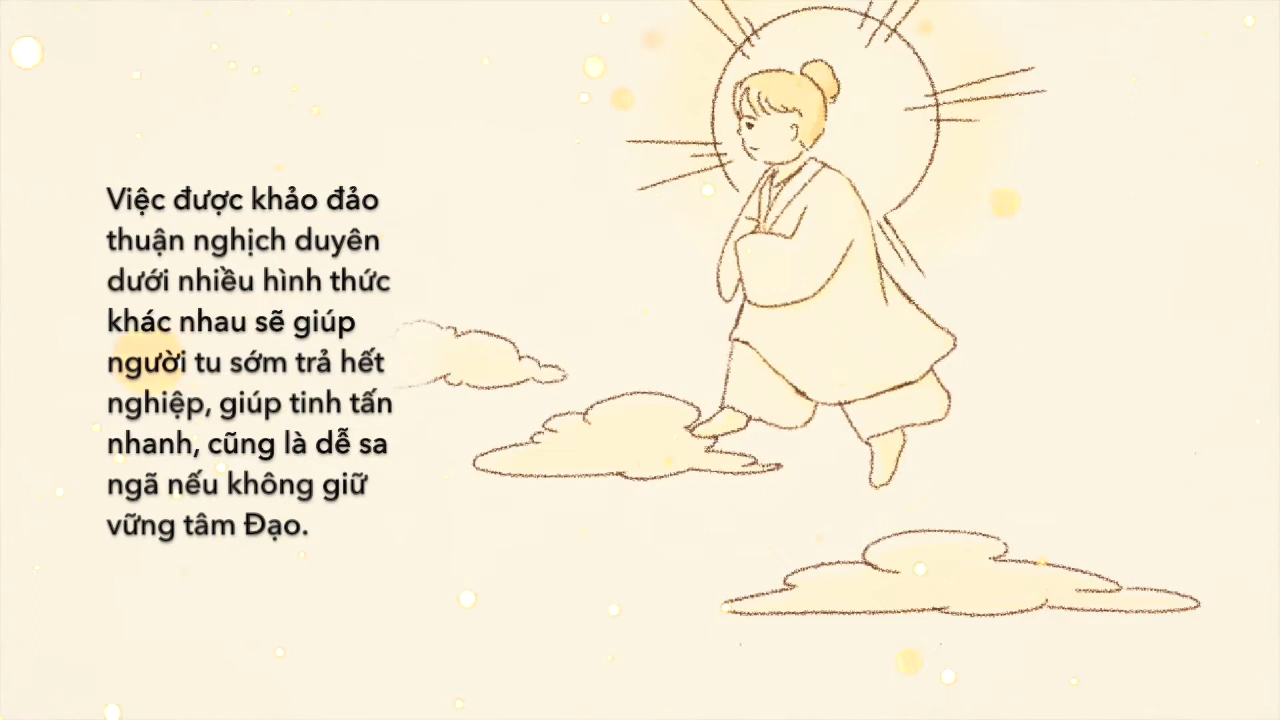 Việc được khảo đảo
thuận nghịch duyên
dưới nhiều hình thức
khác nhau sẽ giúp
người tu sớm trả hết
nghiệp, giúp tinh tấn
nhanh, cũng là dễ sa
ngã nếu không giữ
vững tâm Đạo.